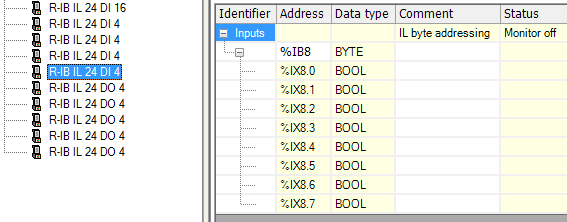 R-IB IL 24 DI 16
R-IB IL 24 DI 4
R-IB IL 24 DI 4
R-IB IL 24 DI 4
R-IB IL 24 DI 4
R-IB IL 24 DO 4
R-IB IL 24 DO 4
R-IB IL 24 DO 4
R-IB IL 24 DO 4
R-IB IL 24 DO 4
Identifier Address Data type Comment Status
Inputs IL byte addressing Monitor off
%IB8 BYTE
%IX8.0 BOOL
%IX8.1 BOOL
%IX8.2 BOOL
%IX8.3 BOOL
%IX8.4 BOOL
%IX8.5 BOOL
%IX8.6 BOOL
%IX8.7 BOOL